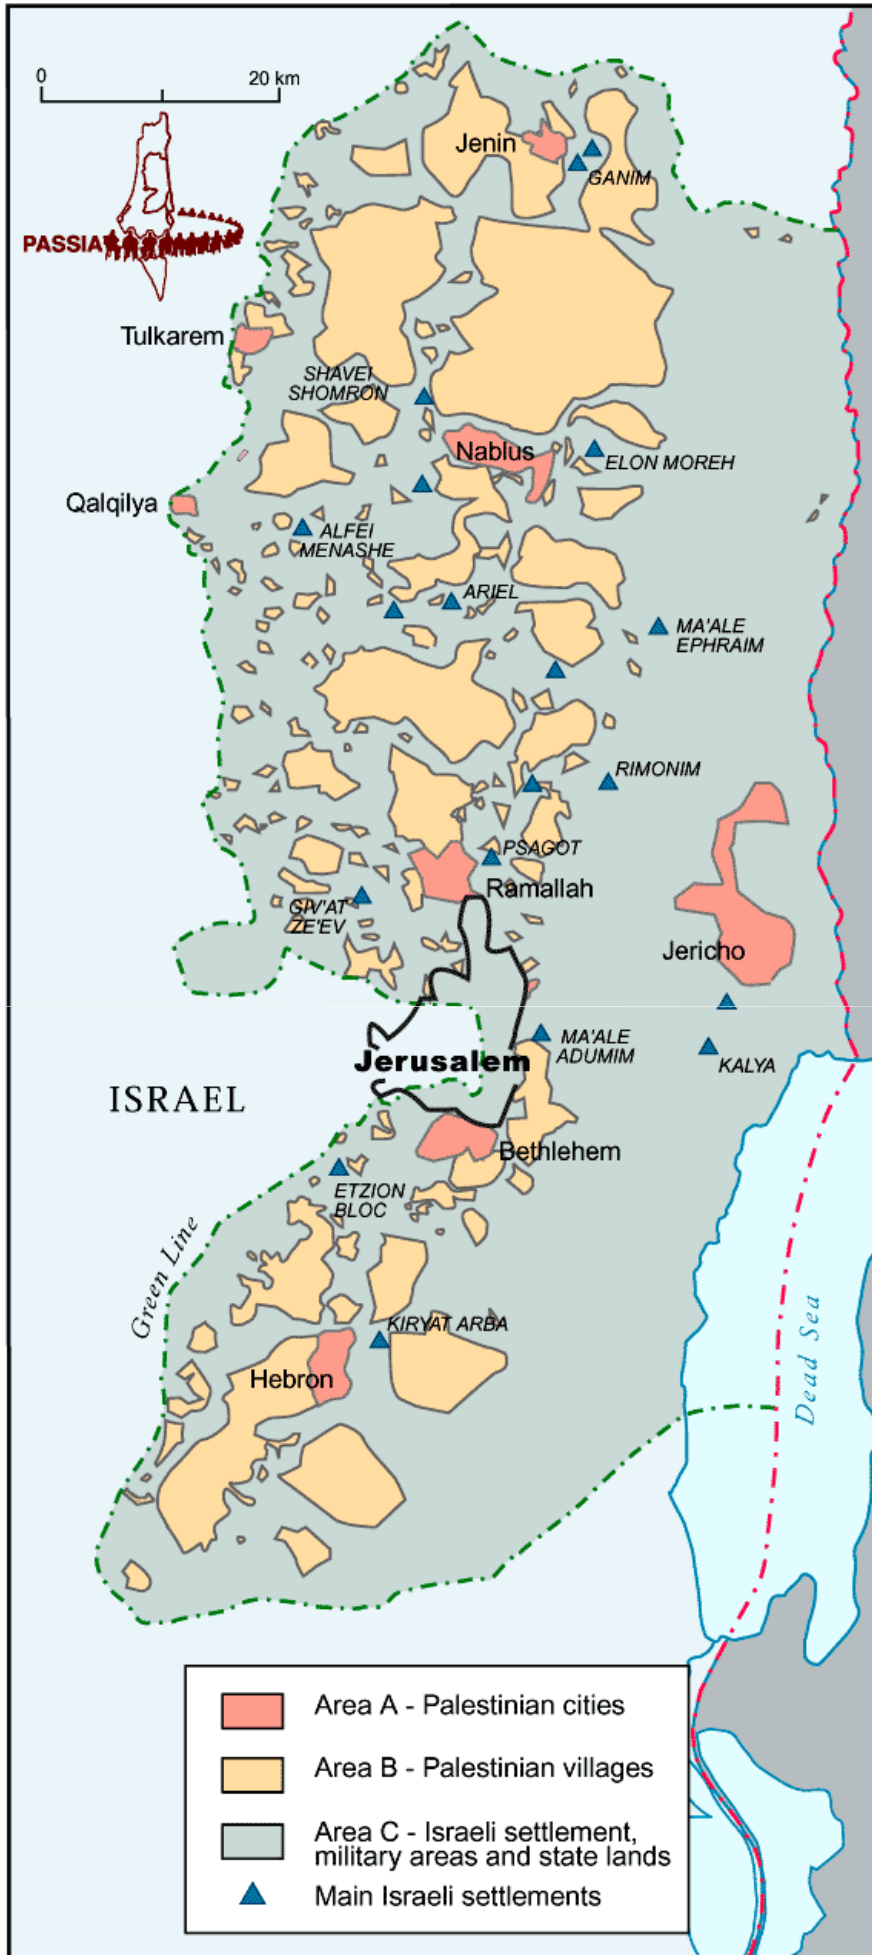 0
20 km
Jenin
GANIM
PASSIA
Tulkarem
SHAVEI
SHOMRON
Nablus
ELON MOREH
Qalqilya
ALFEI
MENASHE
ARIEL
MA'ALE
EPHRAIM
RIMONIM
PSAGOT
Ramallah
GIV'AT
ZE'EV
Jericho
MA'ALE
ADUMIM
Jerusalem
KALYA
ISRAEL
Bethlehem
ETZION
BLOC
Green Line
KIRYAT ARBA
Hebron
Dead Sea
Area A - Palestinian cities
Area B - Palestinian villages
Area C - Israeli settlement,
military areas and state lands
Main Israeli settlements